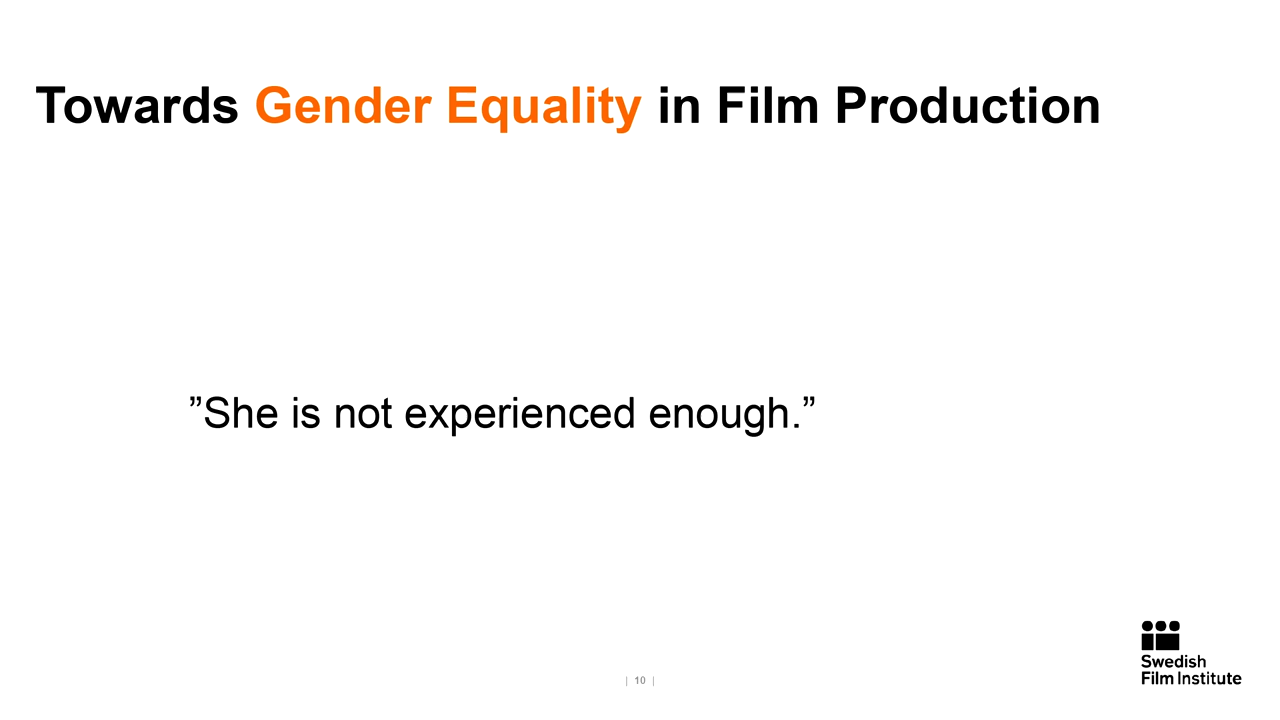 Towards Gender Equality in Film Production
”She is not experienced enough.”
| 10 |
Swedish
Film Institute